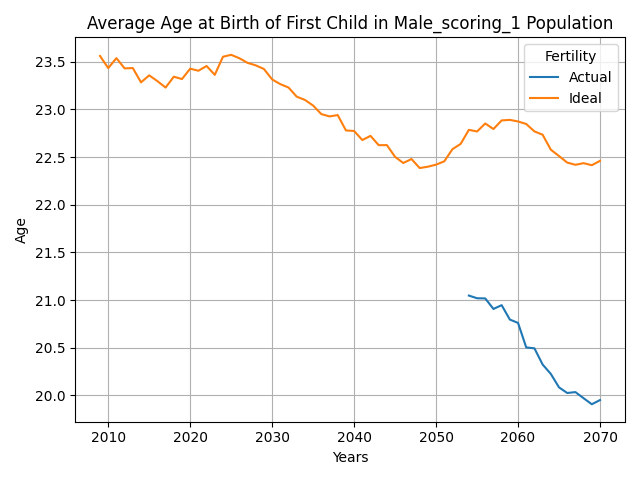 Average Age at Birth of First Child in Male_scoring_1 Population
Fertility
Actual
Ideal
Age
23.5
23.0
22.5
22.0
21.5
21.0
20.5
20.0
2010
2020
2030
2040
2050
2060
2070
Years